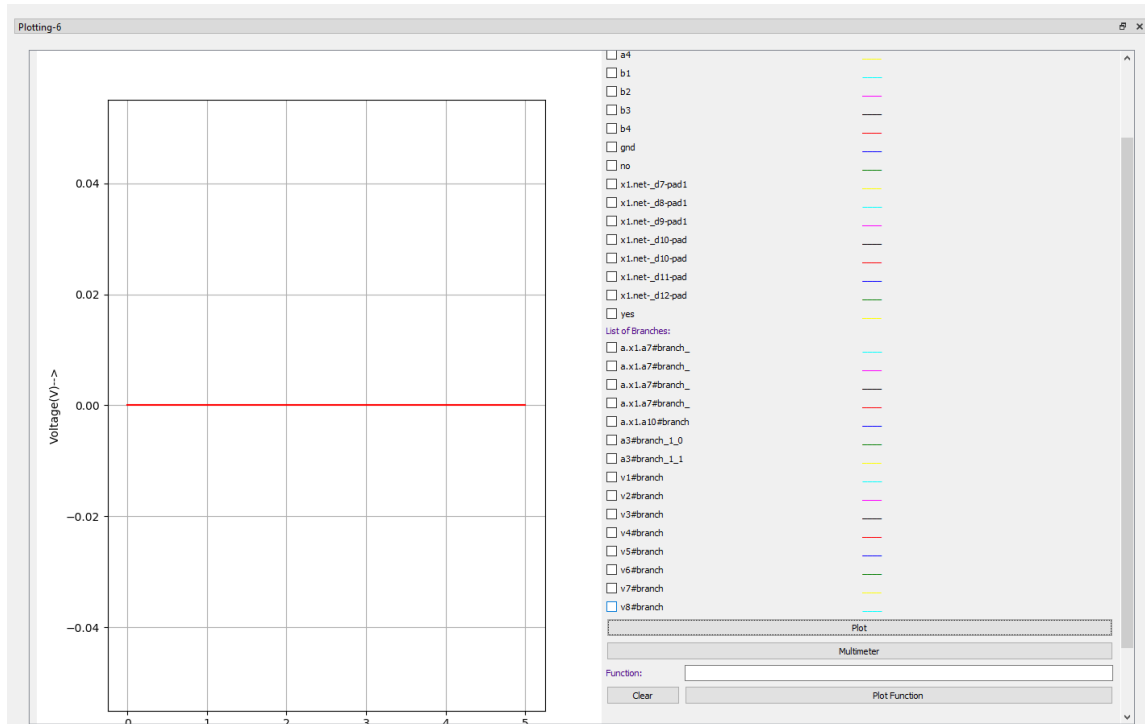 Plotting-6
a4
b1
b2
b3
b4
gnd
no
x1.net-_d7-pad1
x1.net-_d8-pad1
x1.net-_d9-pad1
x1.net-_d10-pad
x1.net-_d10-pad
x1.net-_d11-pad
x1.net-_d12-pad
yes
List of Branches:
a.x1.a7#branch_
a.x1.a7#branch_
a.x1.a7#branch_
a.x1.a7#branch_
a.x1.a10#branch
a3#branch_1_0
a3#branch_1_1
v1#branch
v2#branch
v3#branch
v4#branch
v5#branch
v6#branch
v7#branch
v8#branch
Plot
Multimeter
Function:
Clear
Plot Function
Voltage(V)-->
0.04
0.02
0.00
−0.02
−0.04
0 1 2 3 4 5